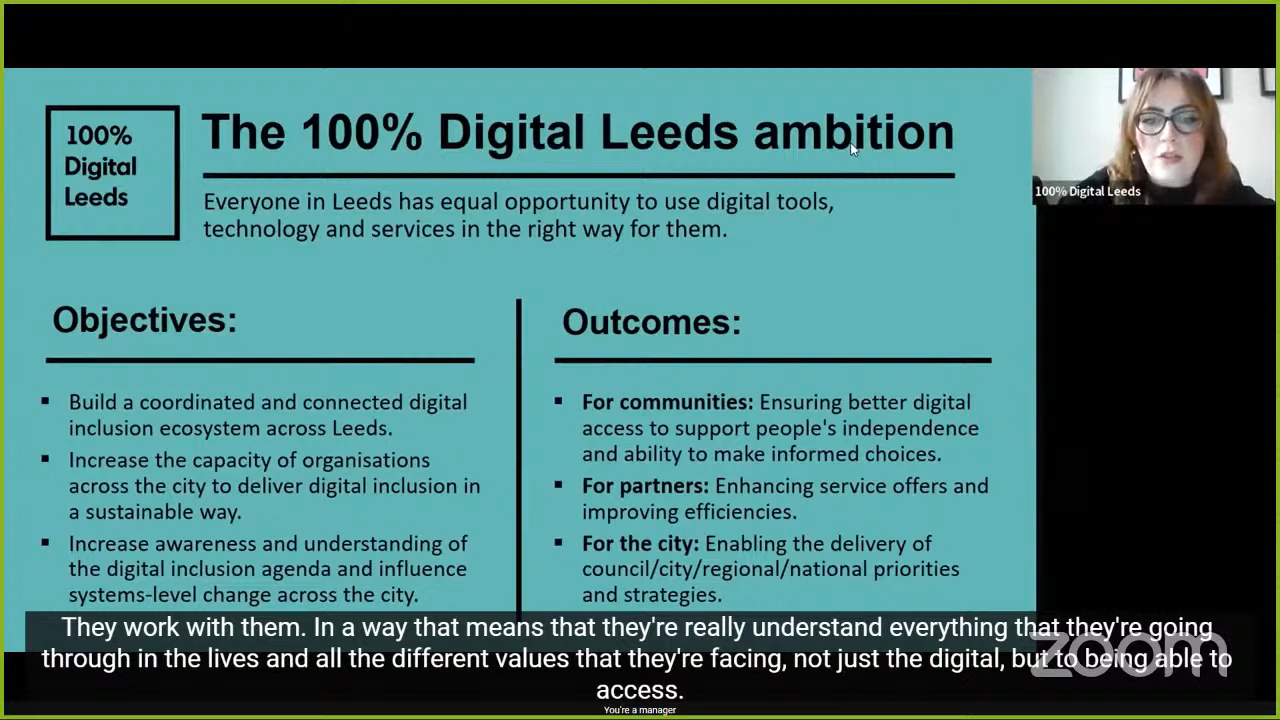 100%
Digital
Leeds
The 100% Digital Leeds ambition
Everyone in Leeds has equal opportunity to use digital tools,
technology and services in the right way for them.
100% Digital Leeds
Objectives:
▪ Build a coordinated and connected digital
inclusion ecosystem across Leeds.
▪ Increase the capacity of organisations
across the city to deliver digital inclusion in
a sustainable way.
▪ Increase awareness and understanding of
the digital inclusion agenda and influence
systems-level change across the city.
Outcomes:
▪ For communities: Ensuring better digital
access to support people's independence
and ability to make informed choices.
▪ For partners: Enhancing service offers and
improving efficiencies.
▪ For the city: Enabling the delivery of
council/city/regional/national priorities
and strategies.
They work with them. In a way that means that they're really understand everything that they're going
through in the lives and all the different values that they're facing, not just the digital, but to being able to
access.
zoom
You're a manager